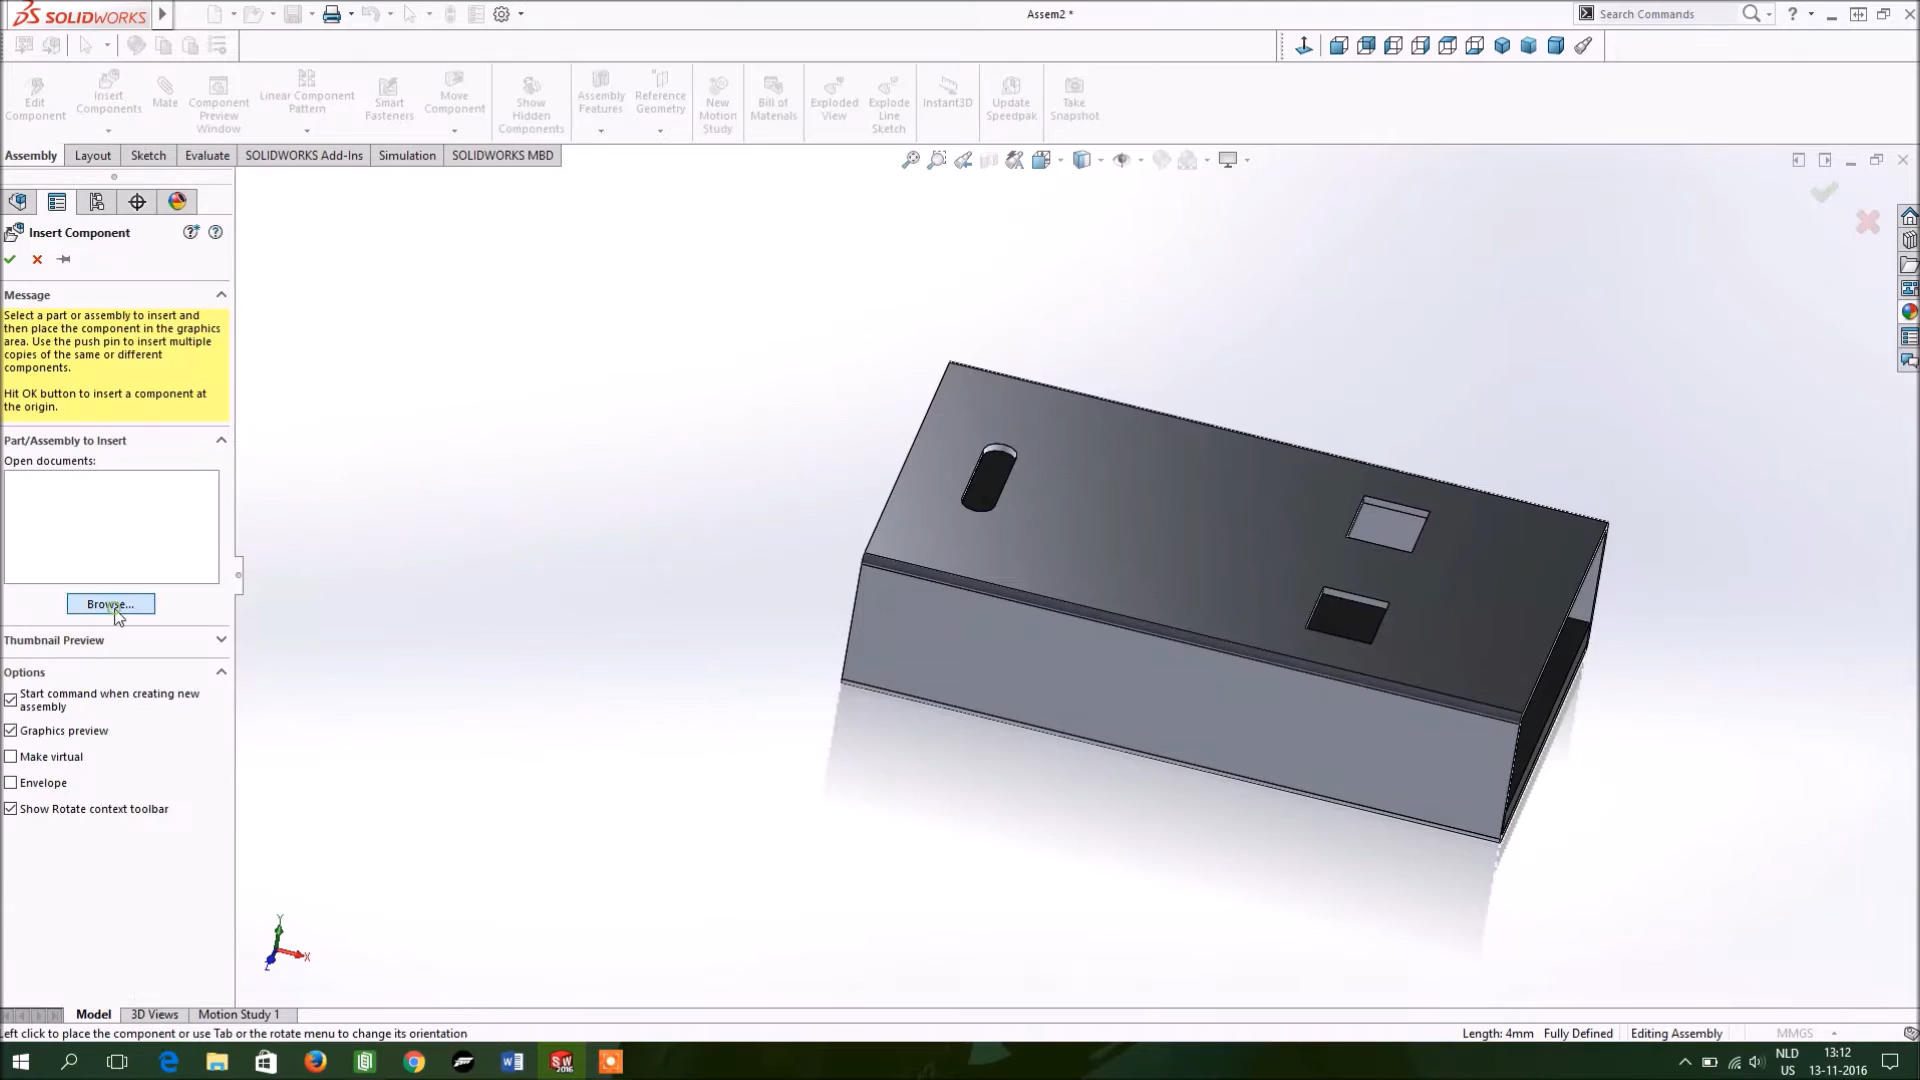 SOLIDWORKS
Assem2 *
Search Commands
?
Edit Component
Insert Components
Mate
Component Preview Window
Linear Component Pattern
Smart Fasteners
Move Component
Show Hidden Components
Assembly Features
Reference Geometry
New Motion Study
Bill of Materials
Exploded View
Explode Line Sketch
Instant3D
Update Speedpak
Take Snapshot
Assembly Layout Sketch Evaluate SOLIDWORKS Add-Ins Simulation SOLIDWORKS MBD
Insert Component
Message
Select a part or assembly to insert and
then place the component in the graphics
area. Use the push pin to insert multiple
copies of the same or different
components.
Hit OK button to insert a component at
the origin.
Part/Assembly to Insert
Open documents:
Browse...
Thumbnail Preview
Options
Start command when creating new
assembly
Graphics preview
Make virtual
Envelope
Show Rotate context toolbar
Y
X
Z
Model 3D Views Motion Study 1
Left click to place the component or use Tab or the rotate menu to change its orientation
Length: 4mm Fully Defined Editing Assembly MMGS
SW
2016
NLD
US
13:12
13-11-2016